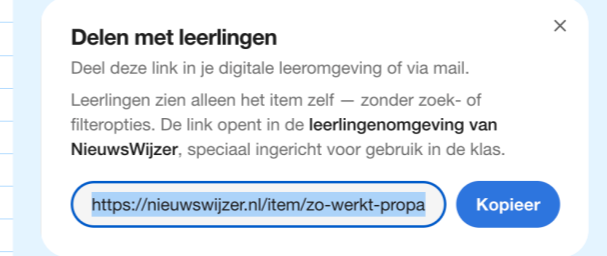 Delen met leerlingen
Deel deze link in je digitale leeromgeving of via mail.
Leerlingen zien alleen het item zelf — zonder zoek- of
filteropties. De link opent in de leerlingenomgeving van
NieuwsWijzer, speciaal ingericht voor gebruik in de klas.
https://nieuwswijzer.nl/item/zo-werkt-propa
Kopieer